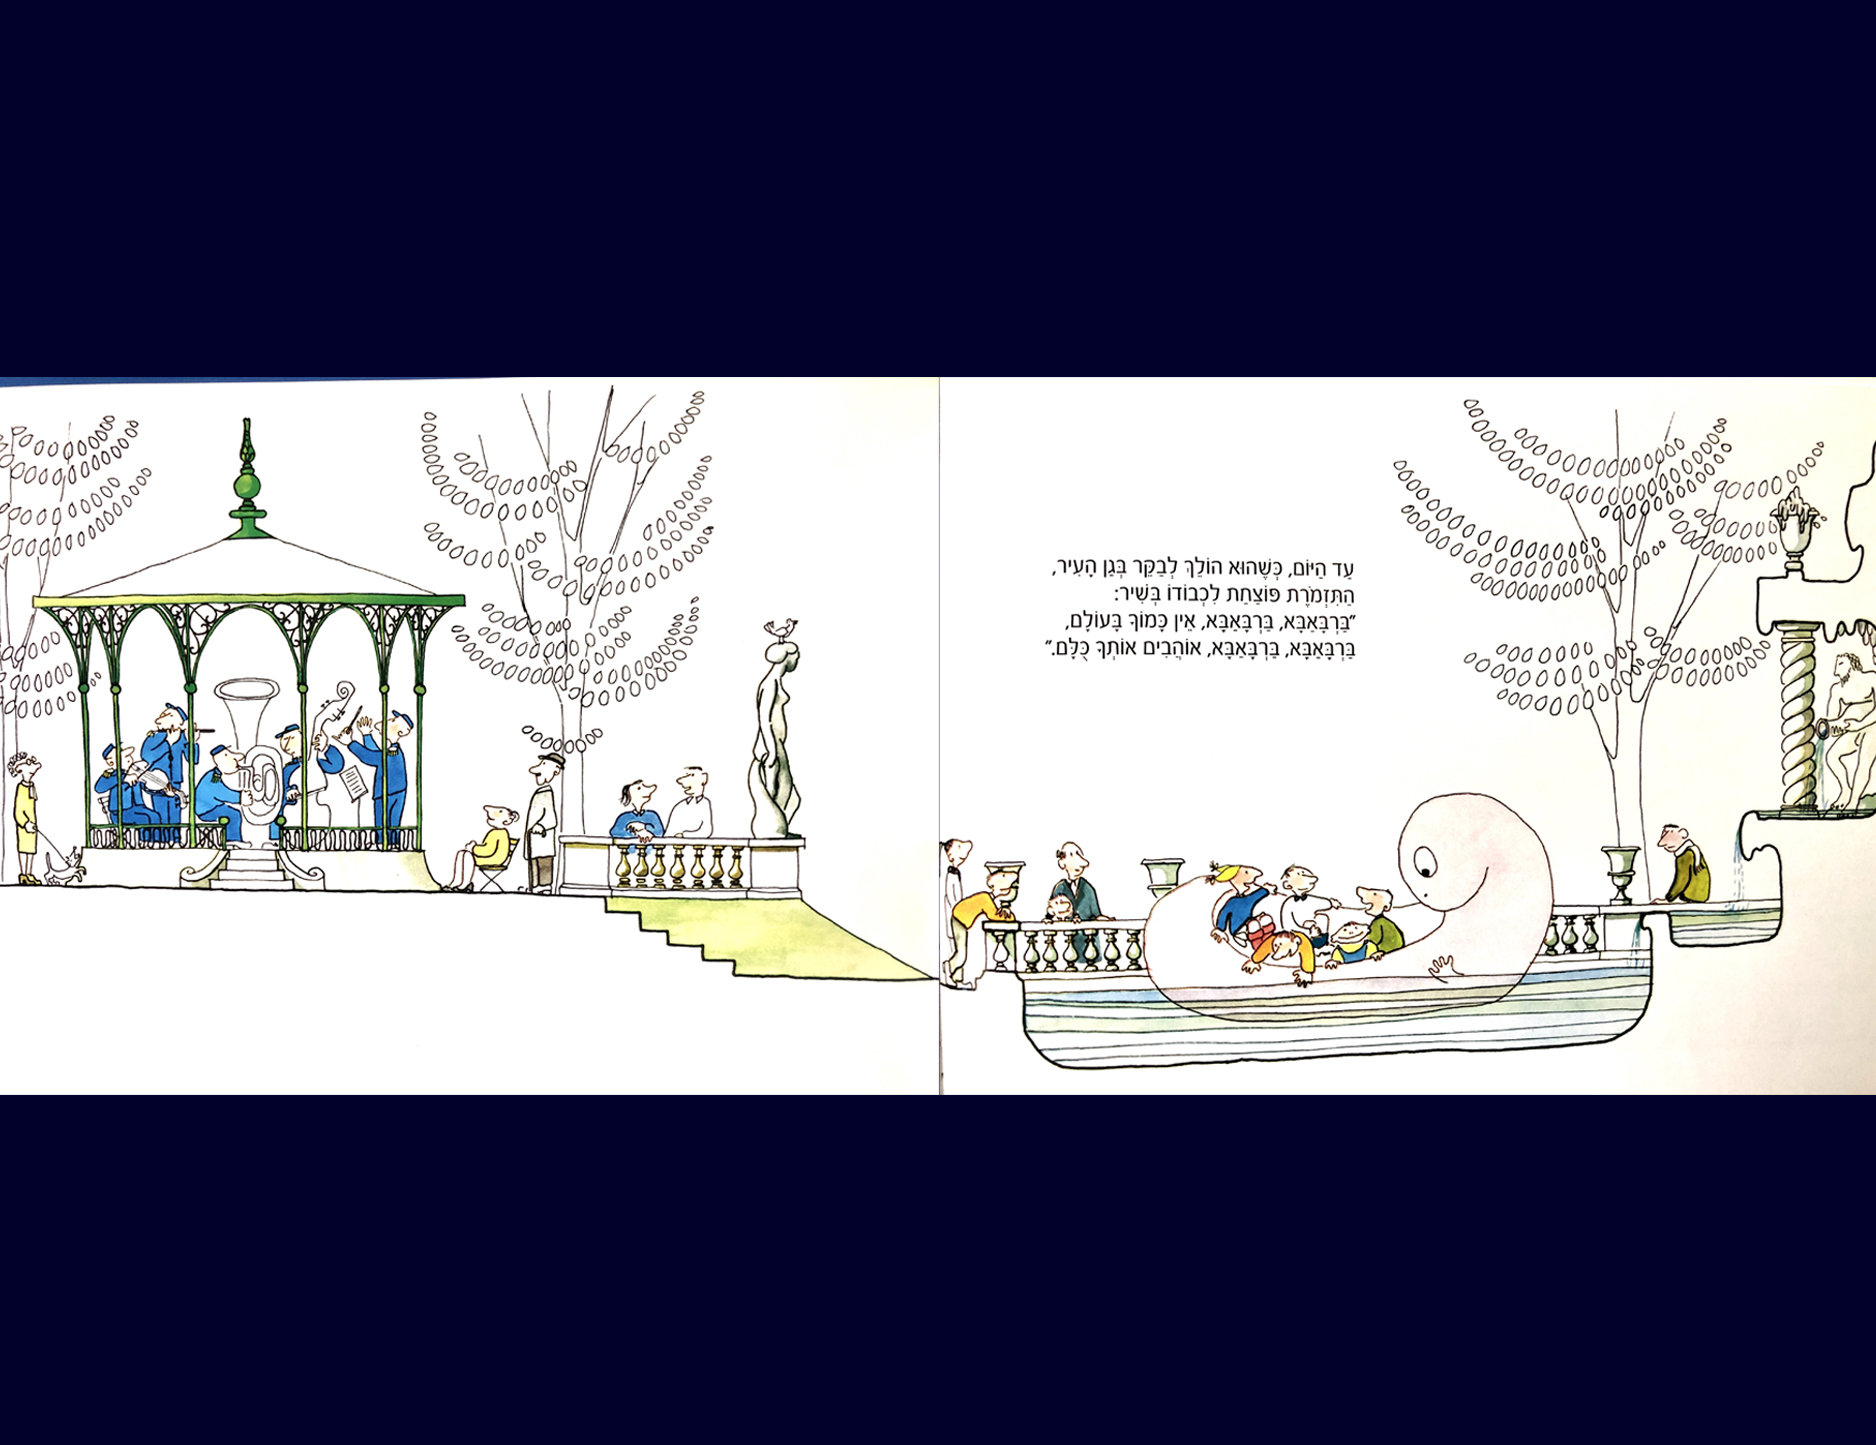 עַד הַיּוֹם, כְּשֶׁהוּא הוֹלֵךְ לְבַקֵּר בְּגַן הָעִיר,
הַתִּזְמֹרֶת פּוֹצַחַת לִכְבוֹדוֹ בְּשִׁיר:
"בַּרְבָּאַבָּא, בַּרְבָּאַבָּא, אֵין כָּמוֹךָ בָּעוֹלָם,
בַּרְבָּאַבָּא, בַּרְבָּאַבָּא, אוֹהֲבִים אוֹתְךָ כֻּלָּם."